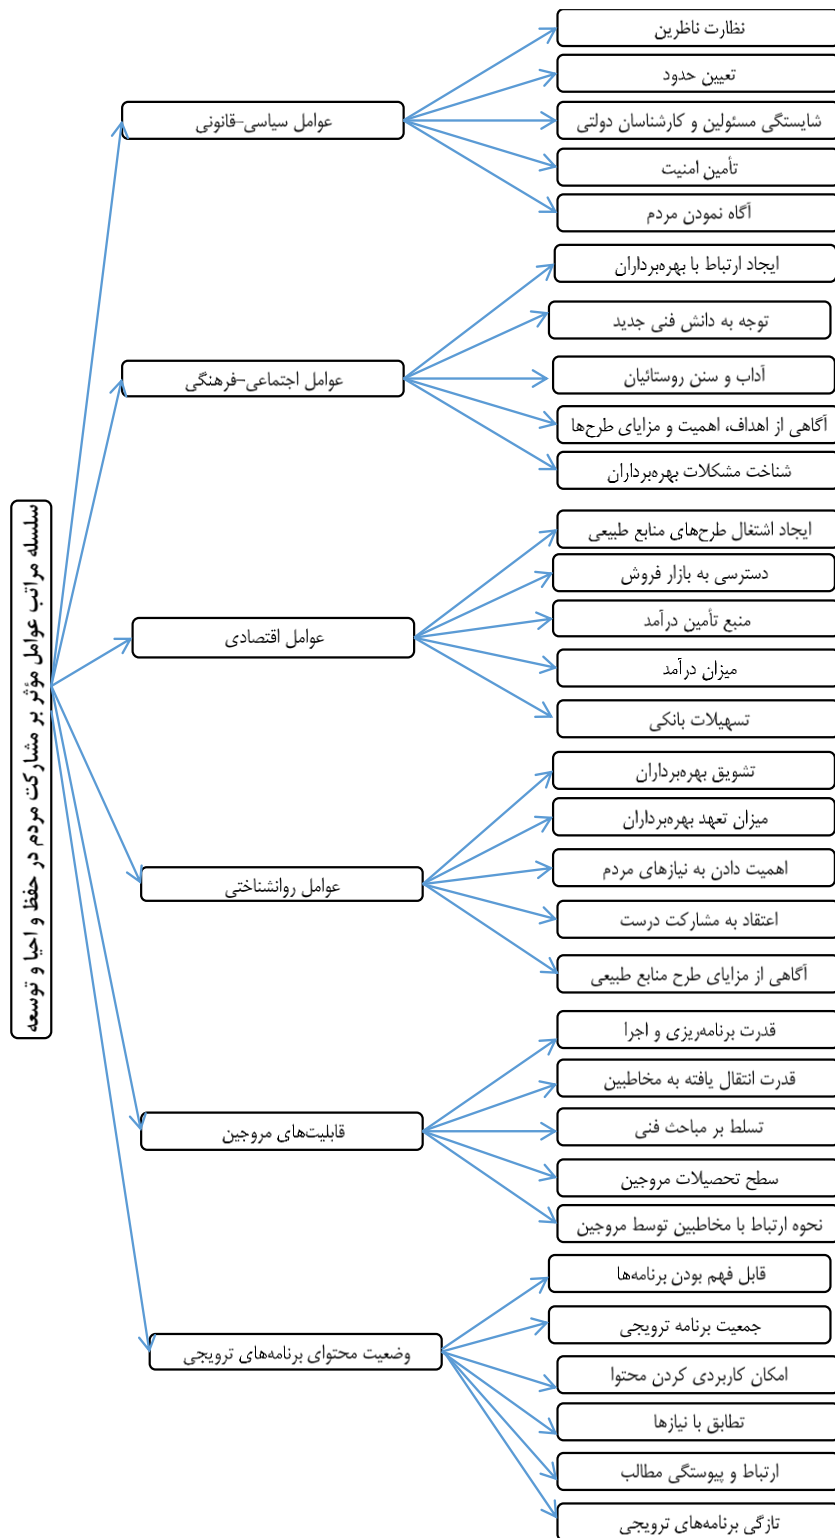 سلسله مراتب عوامل مؤثر بر مشارکت مردم در حفظ و احیا و توسعه
عوامل سیاسی-قانونی
نظارت ناظرین
تعیین حدود
شایستگی مسئولین و کارشناسان دولتی
تأمین امنیت
آگاه نمودن مردم
عوامل اجتماعی-فرهنگی
ایجاد ارتباط با بهره‌برداران
توجه به دانش فنی جدید
آداب و سنن روستائیان
آگاهی از اهداف، اهمیت و مزایای طرح‌ها
شناخت مشکلات بهره‌برداران
عوامل اقتصادی
ایجاد اشتغال طرح‌های منابع طبیعی
دسترسی به بازار فروش
منبع تأمین درآمد
میزان درآمد
تسهیلات بانکی
عوامل روانشناختی
تشویق بهره‌برداران
میزان تعهد بهره‌برداران
اهمیت دادن به نیازهای مردم
اعتقاد به مشارکت درست
آگاهی از مزایای طرح منابع طبیعی
قابلیت‌های مروجین
قدرت برنامه‌ریزی و اجرا
قدرت انتقال یافته به مخاطبین
تسلط بر مباحث فنی
سطح تحصیلات مروجین
نحوه ارتباط با مخاطبین توسط مروجین
وضعیت محتوای برنامه‌های ترویجی
قابل فهم بودن برنامه‌ها
جمعیت برنامه ترویجی
امکان کاربردی کردن محتوا
تطابق با نیازها
ارتباط و پیوستگی مطالب
تازگی برنامه‌های ترویجی